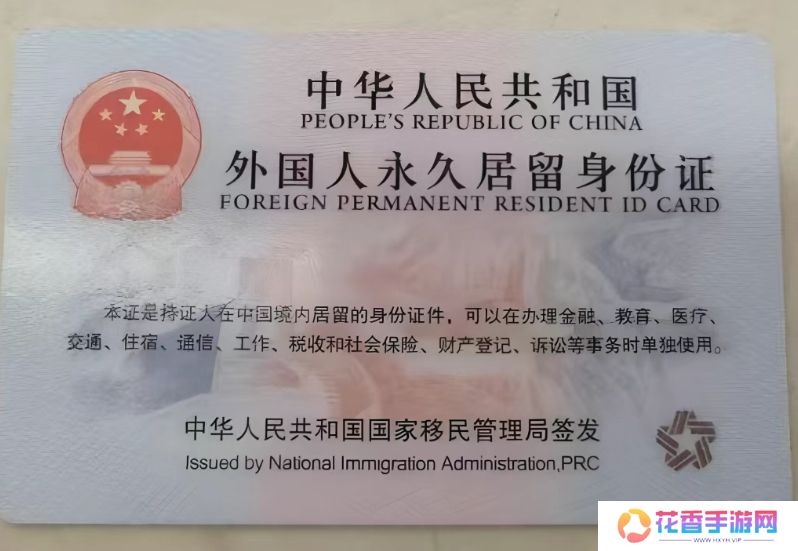 中华人民共和国
PEOPLE'S REPUBLIC OF CHINA
外国人永久居留身份证
FOREIGN PERMANENT RESIDENT ID CARD
本证是持证人在中国境内居留的身份证件，可以在办理金融、教育、医疗、
交通、住宿、通信、工作、税收和社会保险、财产登记、诉讼等事务时单独使用。
中华人民共和国国家移民管理局签发
Issued by National Immigration Administration,PRC
花香手游网
WWW.HXYH.VIP